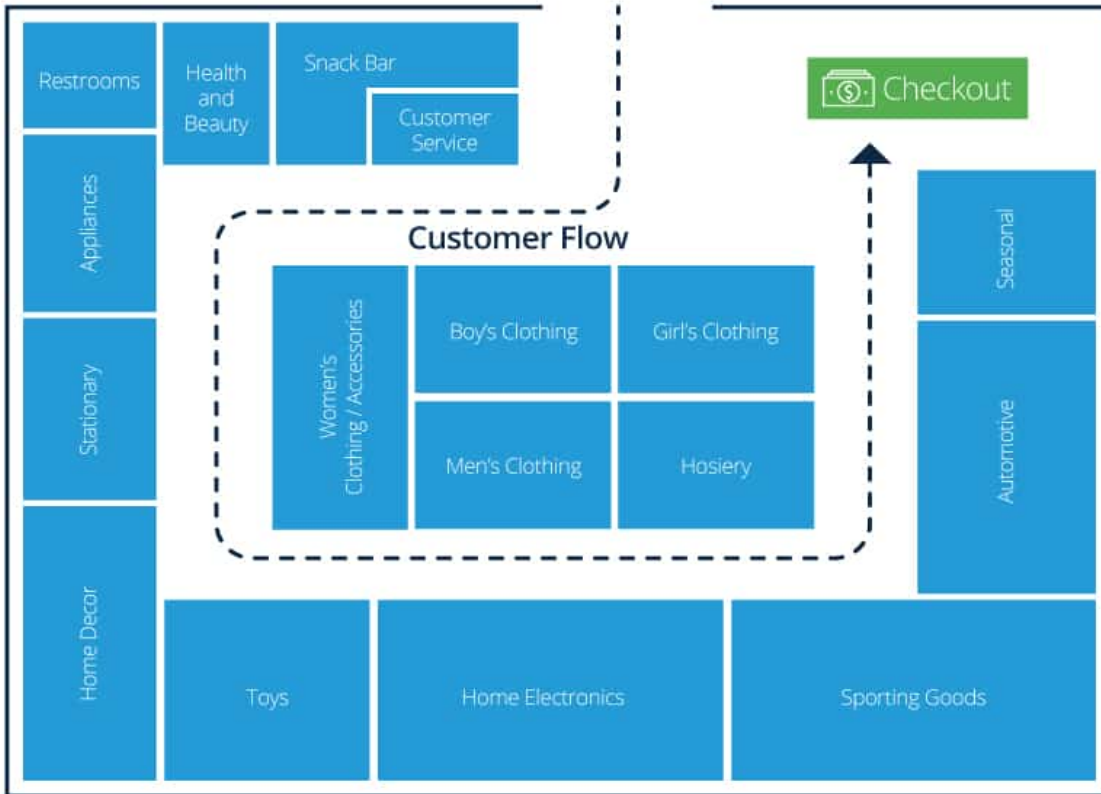 Restrooms
Health
and
Beauty
Snack Bar
Customer
Service
Checkout
Appliances
Customer Flow
Seasonal
Women's
Clothing / Accessories
Boy's Clothing
Girl's Clothing
Stationary
Men's Clothing
Hosiery
Automotive
Home Decor
Toys
Home Electronics
Sporting Goods